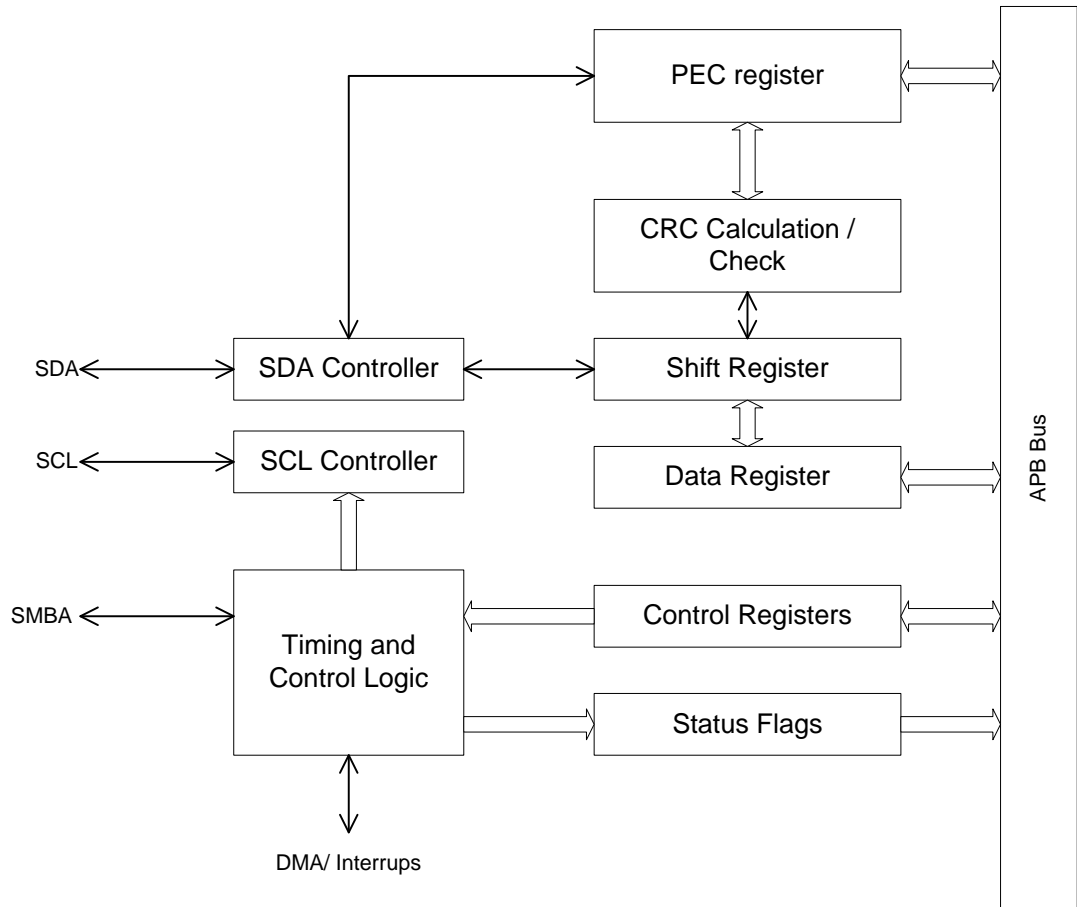 PEC register
CRC Calculation /
Check
SDA
SDA Controller
Shift Register
SCL
SCL Controller
Data Register
APB Bus
SMBA
Timing and
Control Logic
Control Registers
Status Flags
DMA/ Interrups